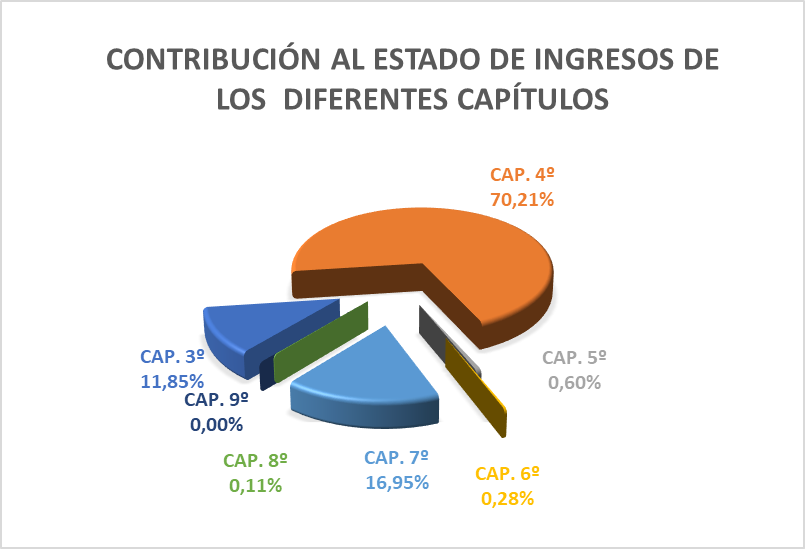 CONTRIBUCIÓN AL ESTADO DE INGRESOS DE
LOS  DIFERENTES CAPÍTULOS
CAP. 4º
70,21%
CAP. 3º
11,85%
CAP. 5º
0,60%
CAP. 9º
0,00%
CAP. 8º
0,11%
CAP. 7º
16,95%
CAP. 6º
0,28%